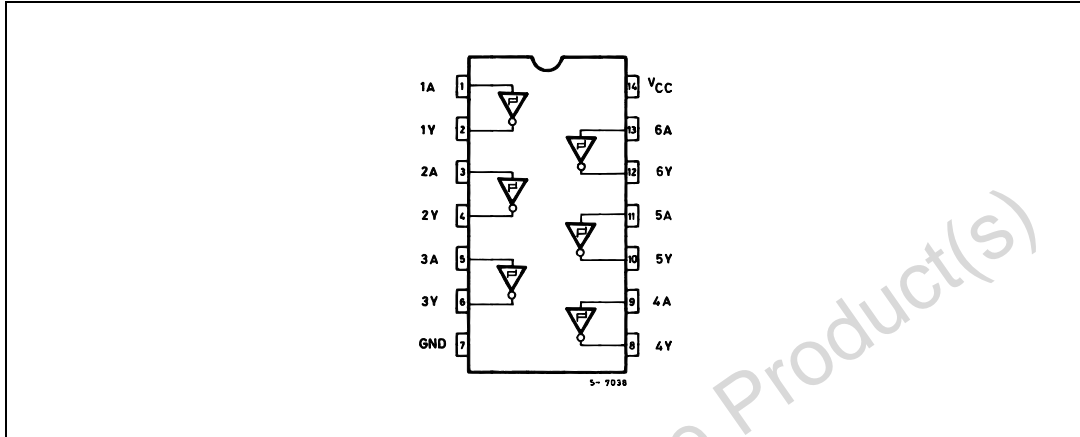 1A 1 14 VCC
1Y 2 13 6A
2A 3 12 6Y
2Y 4 11 5A
3A 5 10 5Y
3Y 6 9 4A
GND 7 8 4Y
S- 7038
Product(s)